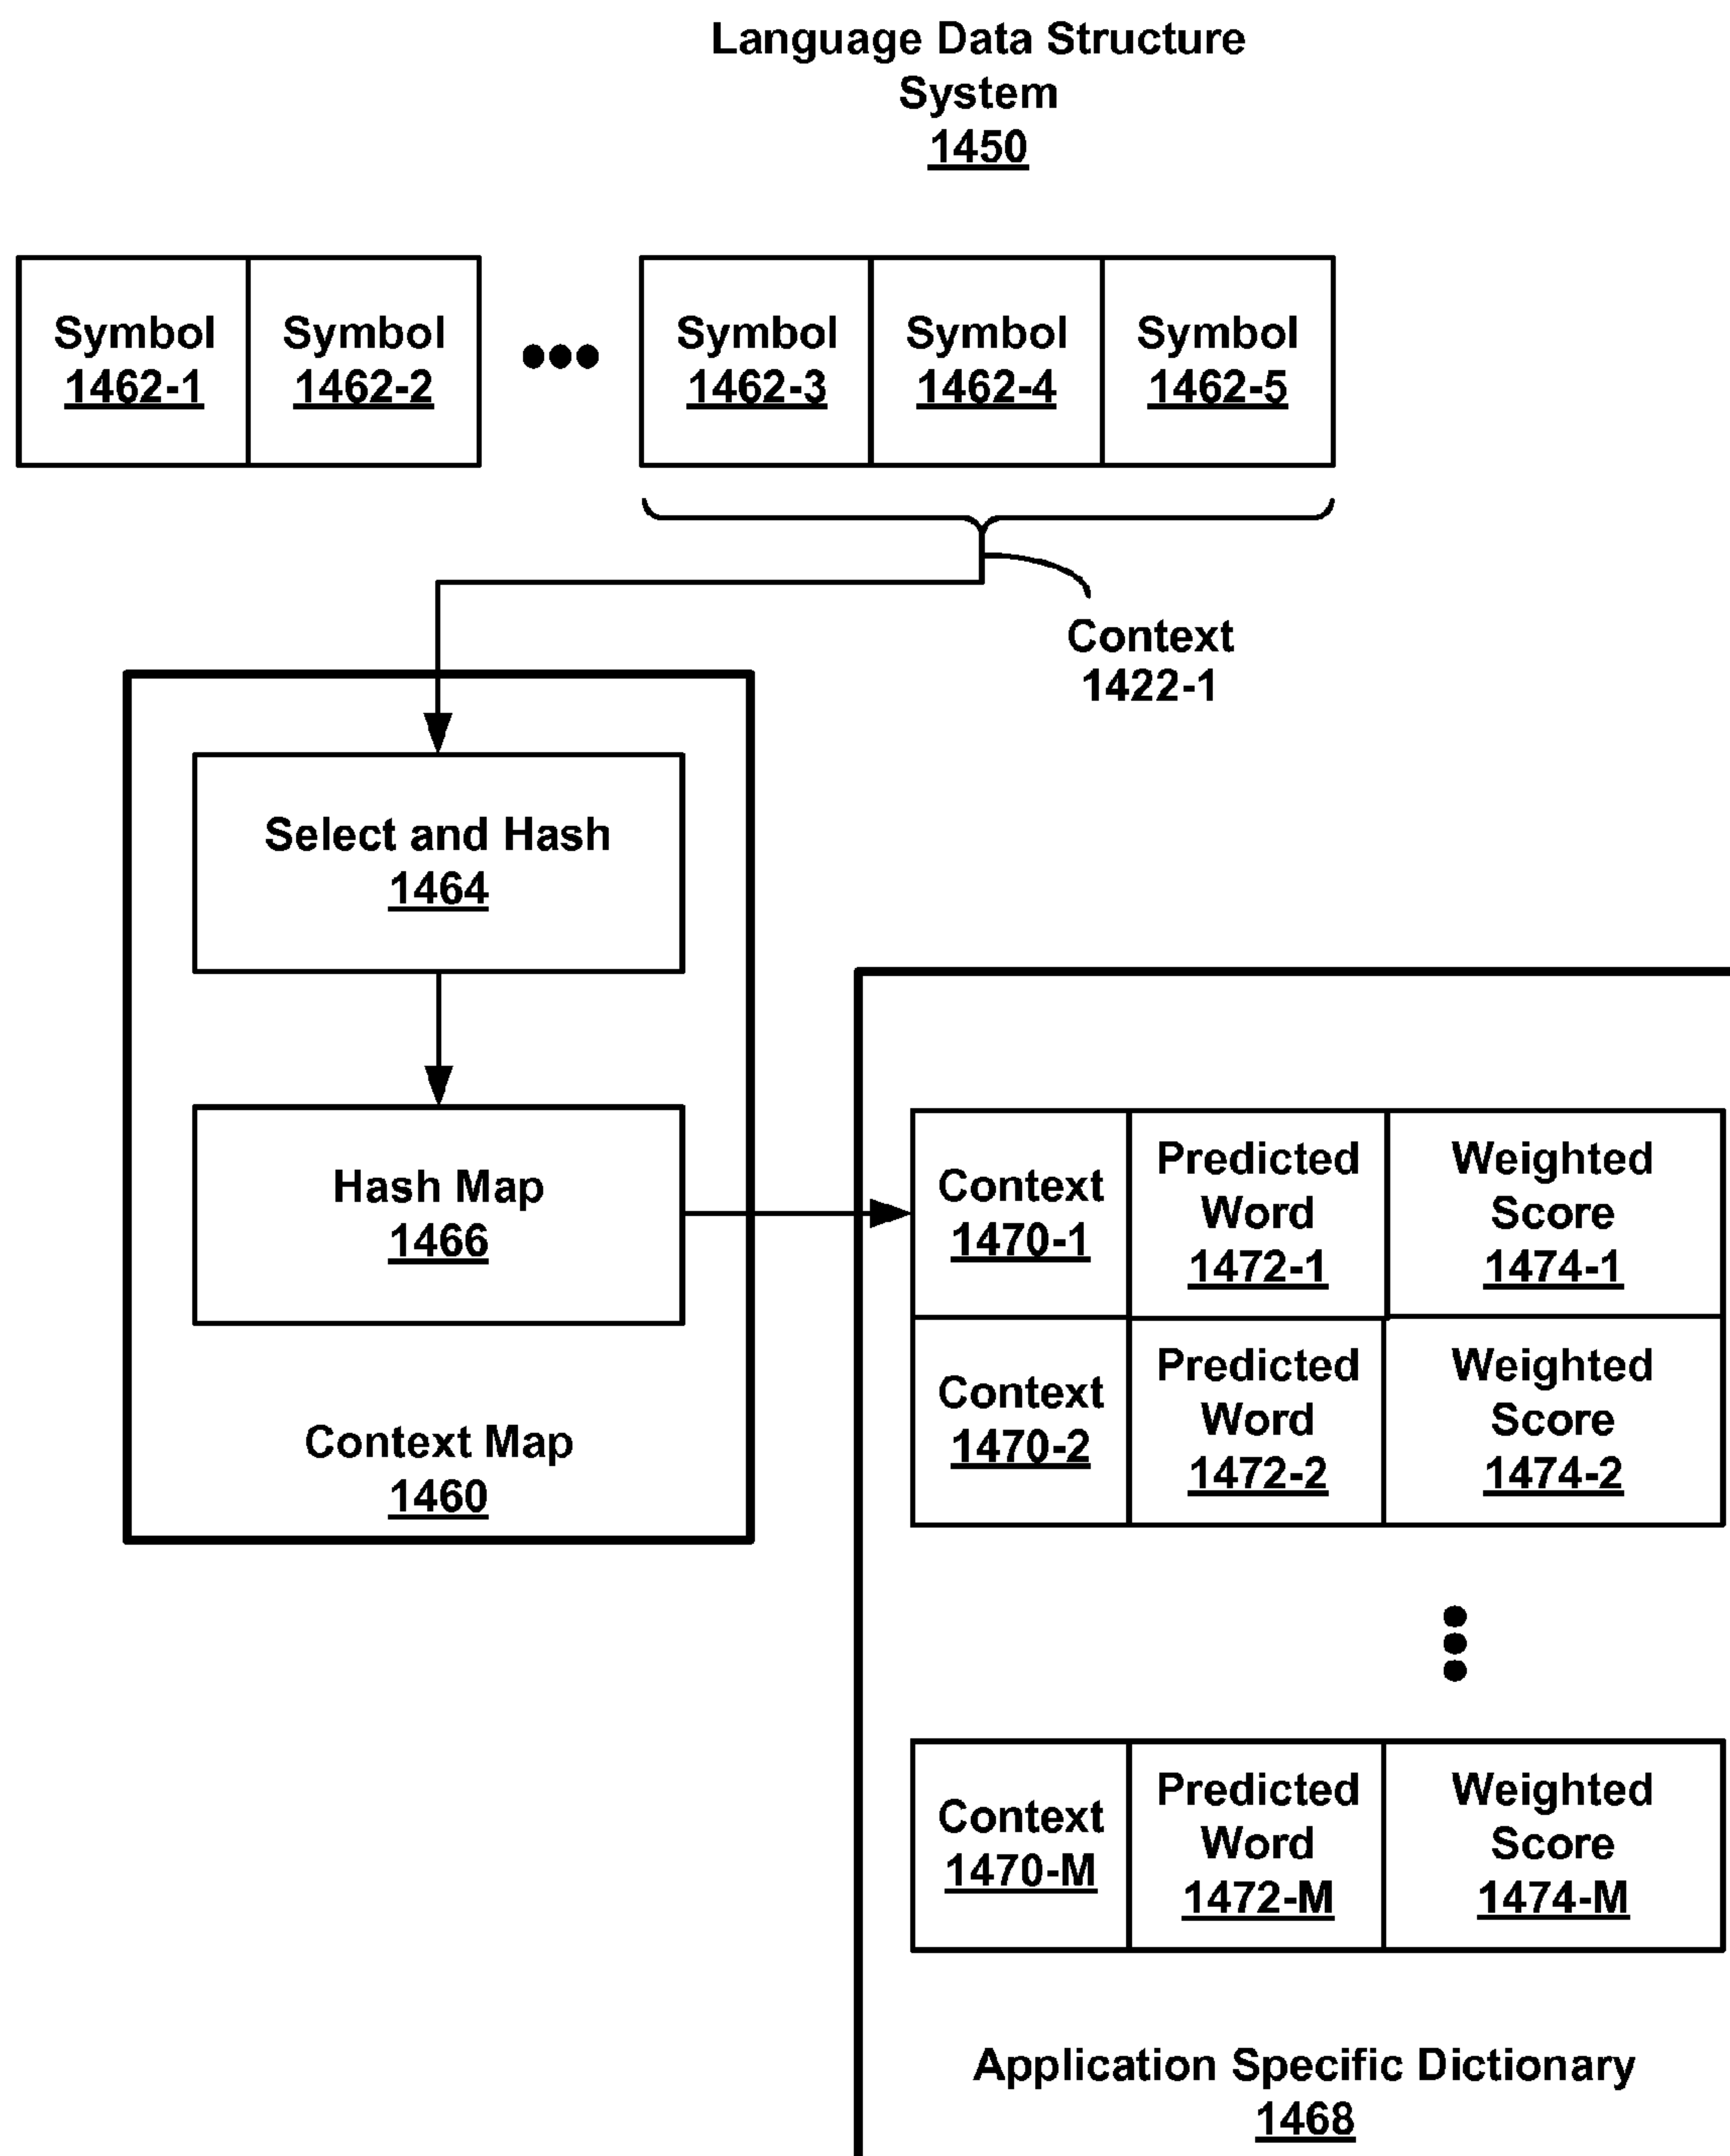 Language Data Structure
System
1450
Symbol
1462-1
Symbol
1462-2
Symbol
1462-3
Symbol
1462-4
Symbol
1462-5
Context
1422-1
Select and Hash
1464
Hash Map
1466
Context Map
1460
Context
1470-1
Predicted
Word
1472-1
Weighted
Score
1474-1
Context
1470-2
Predicted
Word
1472-2
Weighted
Score
1474-2
Context
1470-M
Predicted
Word
1472-M
Weighted
Score
1474-M
Application Specific Dictionary
1468